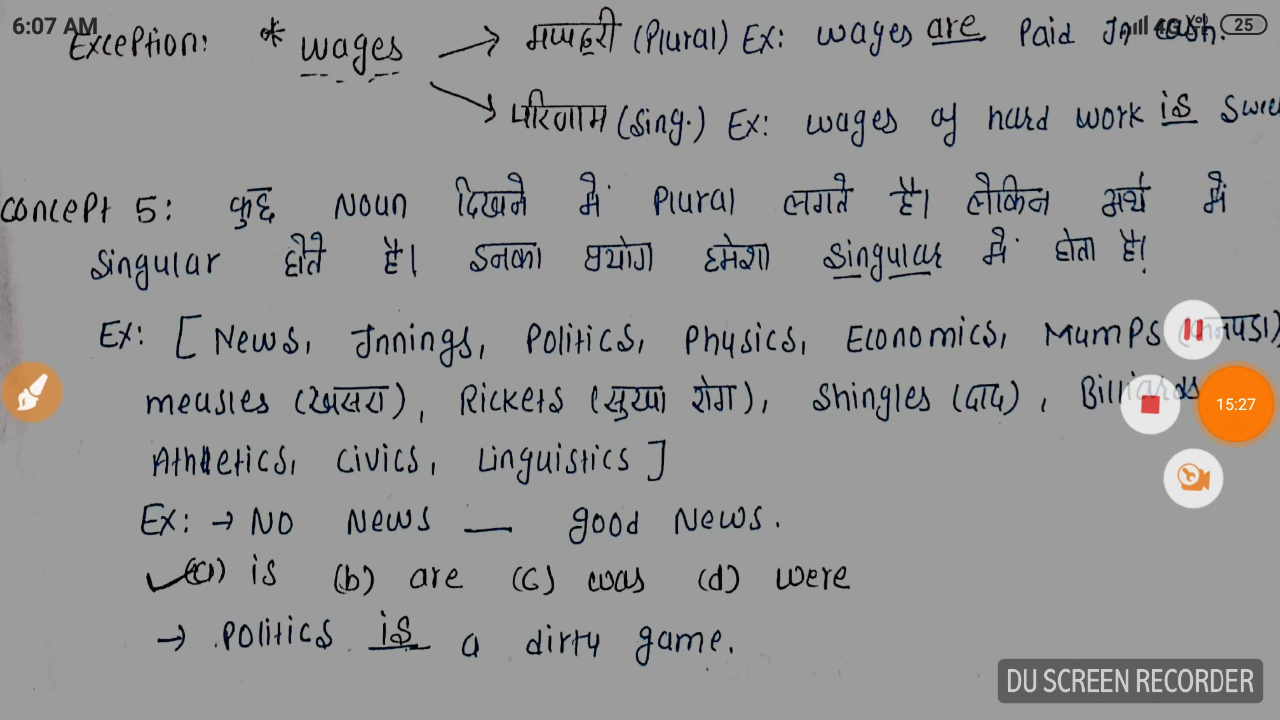 6:07 AM 4G 25
Exception: * wages → मजदूरी (Plural) Ex: wages are Paid In cash.
परिणाम (Sing.) Ex: wages of hard work is
Concept 5: कुछ Noun दिखने में Plural लगते है। लेकिन अर्थ में
Singular होते है। इनका प्रयोग हमेशा Singular में होता है।
Ex: [News, Innings, Politics, Physics, Economics, Mumps
measles (खसरा), Rickets (सुखा रोग), Shingles (दाद), Billiards
Athletics, Civics, Linguistics]
Ex: → No News — good News.
✓(a) is (b) are (c) was (d) were
→ Politics is a dirty game.
15:27
DU SCREEN RECORDER